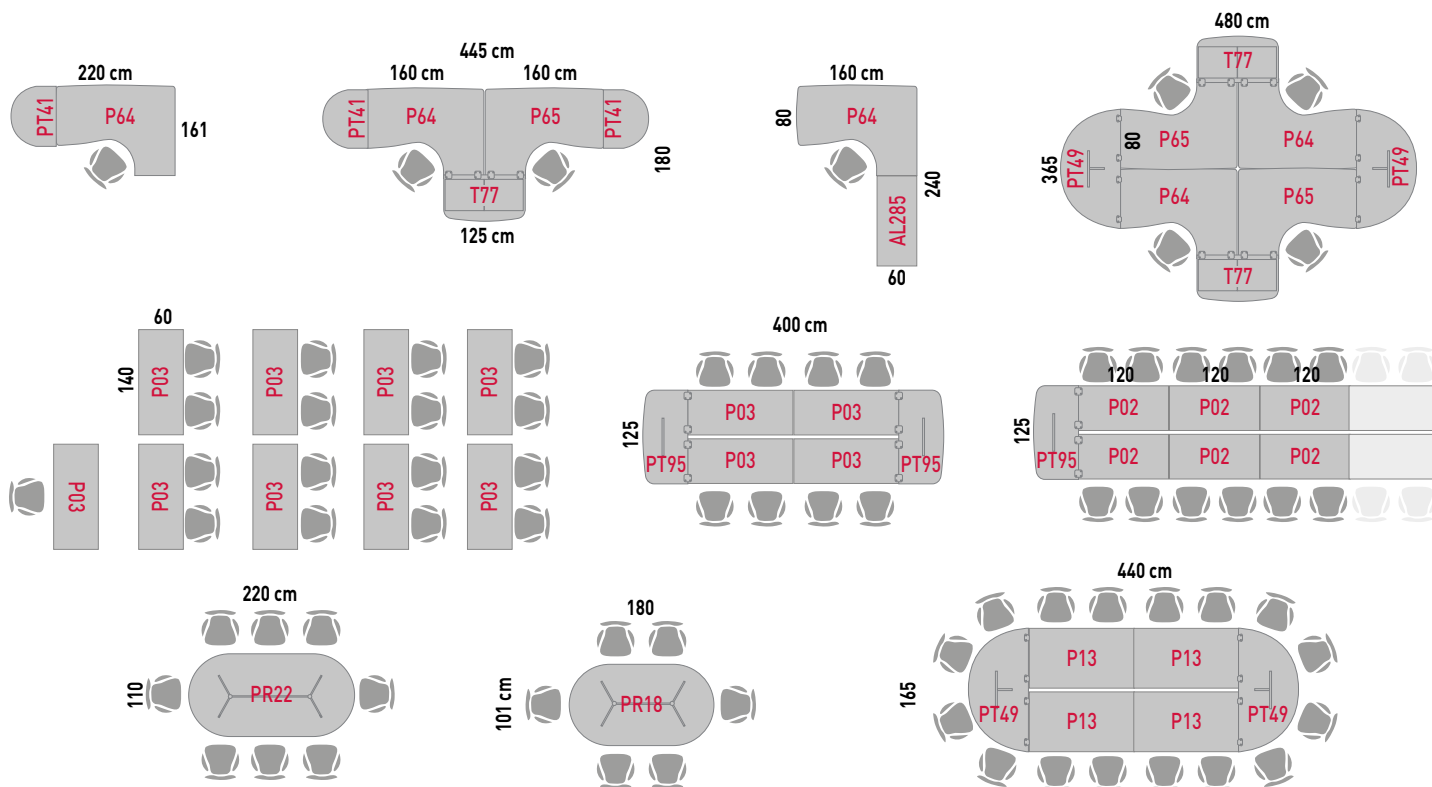 220 cm
PT41
P64
161
445 cm
160 cm
160 cm
PT41
P64
P65
PT41
180
T77
125 cm
160 cm
80
P64
240
AL285
60
480 cm
T77
P65
80
P64
365
PT49
PT49
P64
P65
T77
60
140
P03
P03
P03
P03
P03
P03
P03
P03
P03
400 cm
125
P03
P03
PT95
P03
P03
PT95
120
120
120
125
P02
P02
P02
PT95
P02
P02
P02
220 cm
110
PR22
180
101 cm
PR18
440 cm
165
P13
P13
PT49
P13
P13
PT49